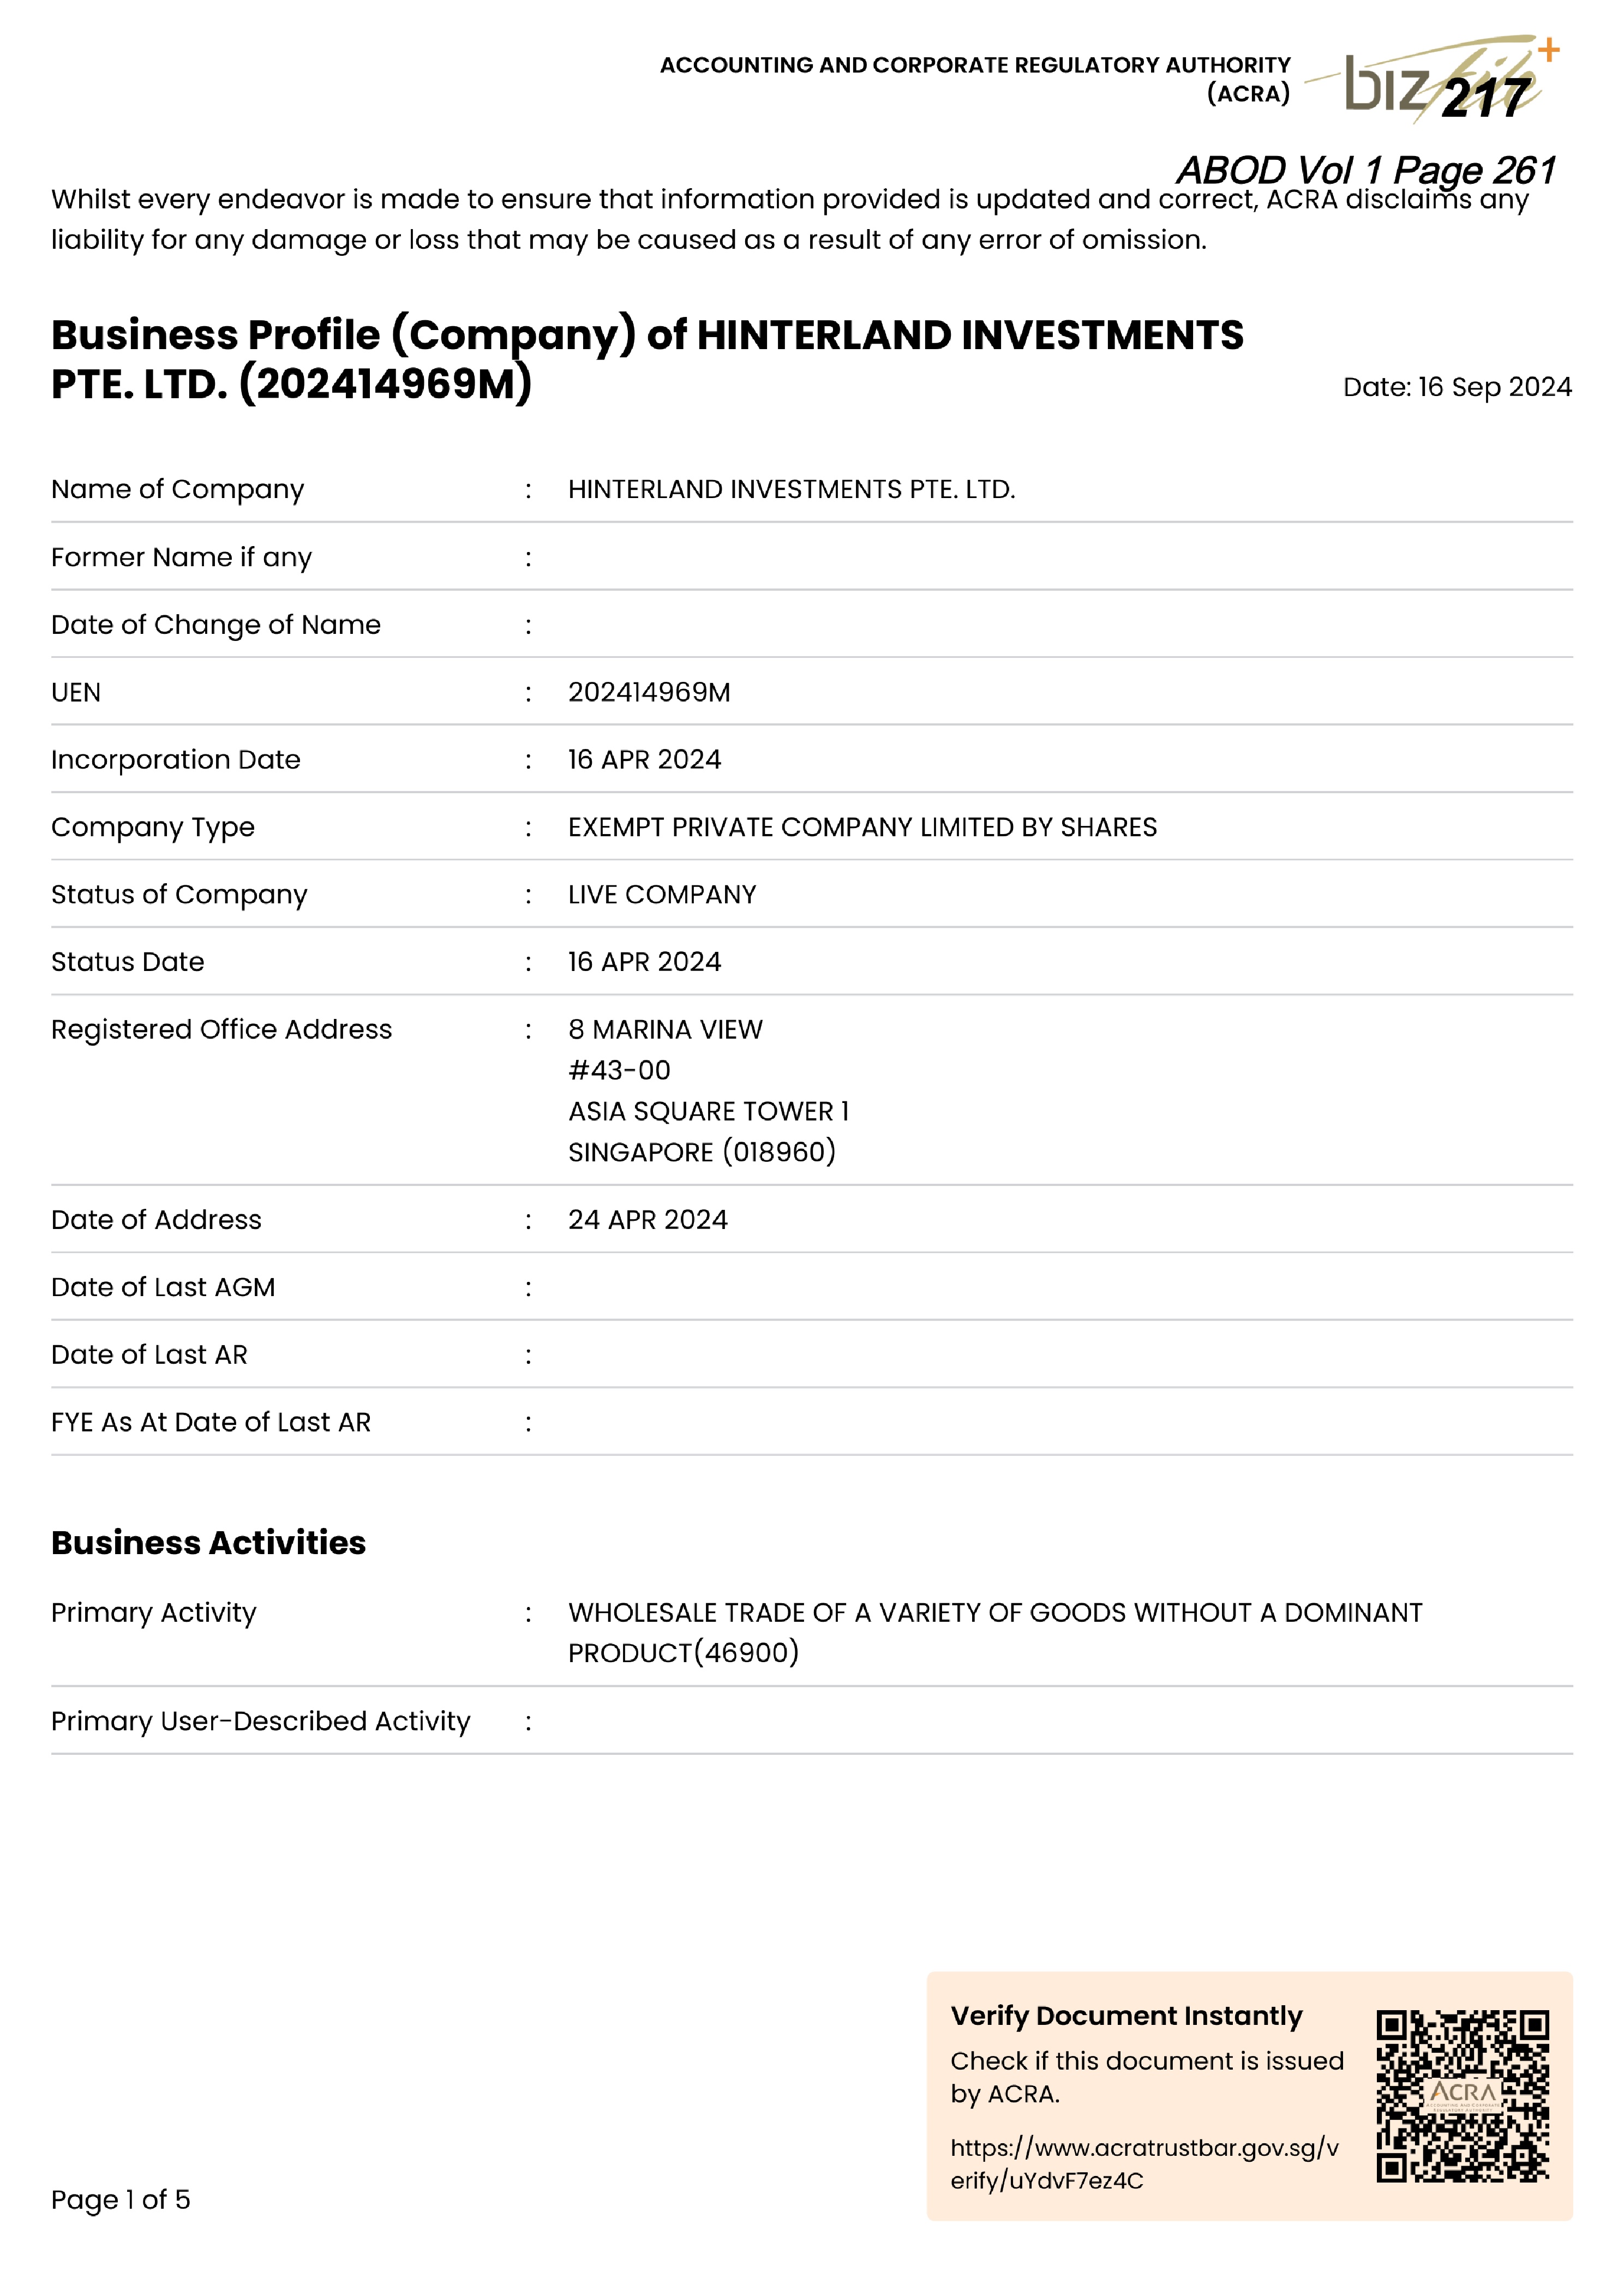 ACCOUNTING AND CORPORATE REGULATORY AUTHORITY
(ACRA)
bizfile+
217
ABOD Vol 1 Page 261
Whilst every endeavor is made to ensure that information provided is updated and correct, ACRA disclaims any
liability for any damage or loss that may be caused as a result of any error of omission.
Business Profile (Company) of HINTERLAND INVESTMENTS
PTE. LTD. (202414969M)
Date: 16 Sep 2024
Name of Company : HINTERLAND INVESTMENTS PTE. LTD.
Former Name if any :
Date of Change of Name :
UEN : 202414969M
Incorporation Date : 16 APR 2024
Company Type : EXEMPT PRIVATE COMPANY LIMITED BY SHARES
Status of Company : LIVE COMPANY
Status Date : 16 APR 2024
Registered Office Address : 8 MARINA VIEW
#43-00
ASIA SQUARE TOWER 1
SINGAPORE (018960)
Date of Address : 24 APR 2024
Date of Last AGM :
Date of Last AR :
FYE As At Date of Last AR :
Business Activities
Primary Activity : WHOLESALE TRADE OF A VARIETY OF GOODS WITHOUT A DOMINANT
PRODUCT(46900)
Primary User-Described Activity :
Verify Document Instantly
Check if this document is issued
by ACRA.
https://www.acratrustbar.gov.sg/v
erify/uYdvF7ez4C
ACRA
ACCOUNTING AND CORPORATE
REGULATORY AUTHORITY
Page 1 of 5